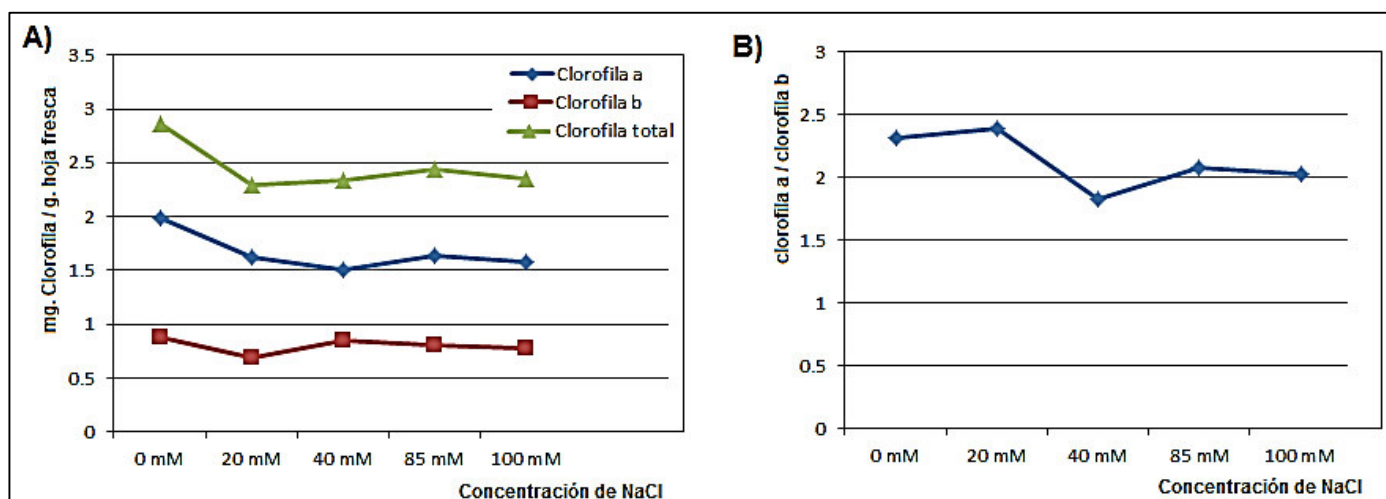 A)
mg. Clorofila / g. hoja fresca
3.5
3
2.5
2
1.5
1
0.5
0
Clorofila a
Clorofila b
Clorofila total
0 mM 20 mM 40 mM 85 mM 100 mM
Concentración de NaCl
B)
clorofila a / clorofila b
3
2.5
2
1.5
1
0.5
0
0 mM 20 mM 40 mM 85 mM 100 mM
Concentración de NaCl